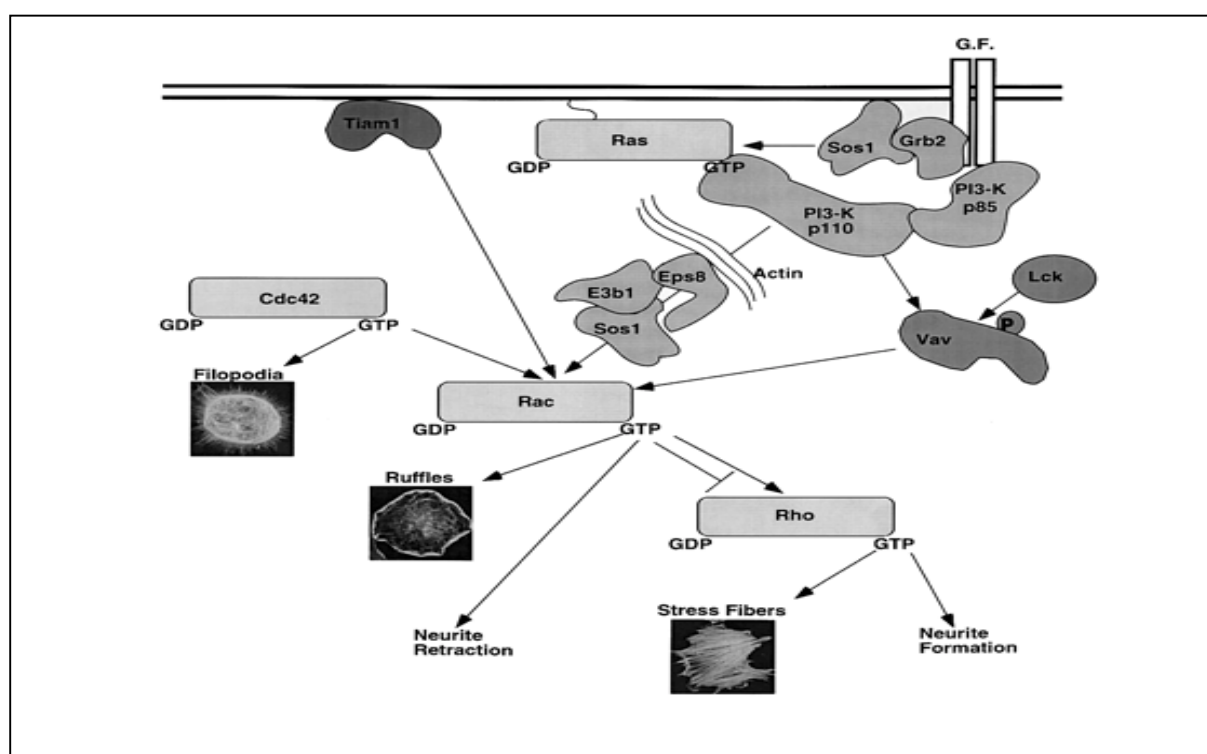 G.F.
Tiam1
Ras
GDP
GTP
Sos1
Grb2
PI3-K
p85
PI3-K
p110
Actin
Eps8
E3b1
Sos1
Lck
P
Vav
Cdc42
GDP
GTP
Filopodia
Rac
GDP
GTP
Ruffles
Rho
GDP
GTP
Neurite
Retraction
Stress Fibers
Neurite
Formation